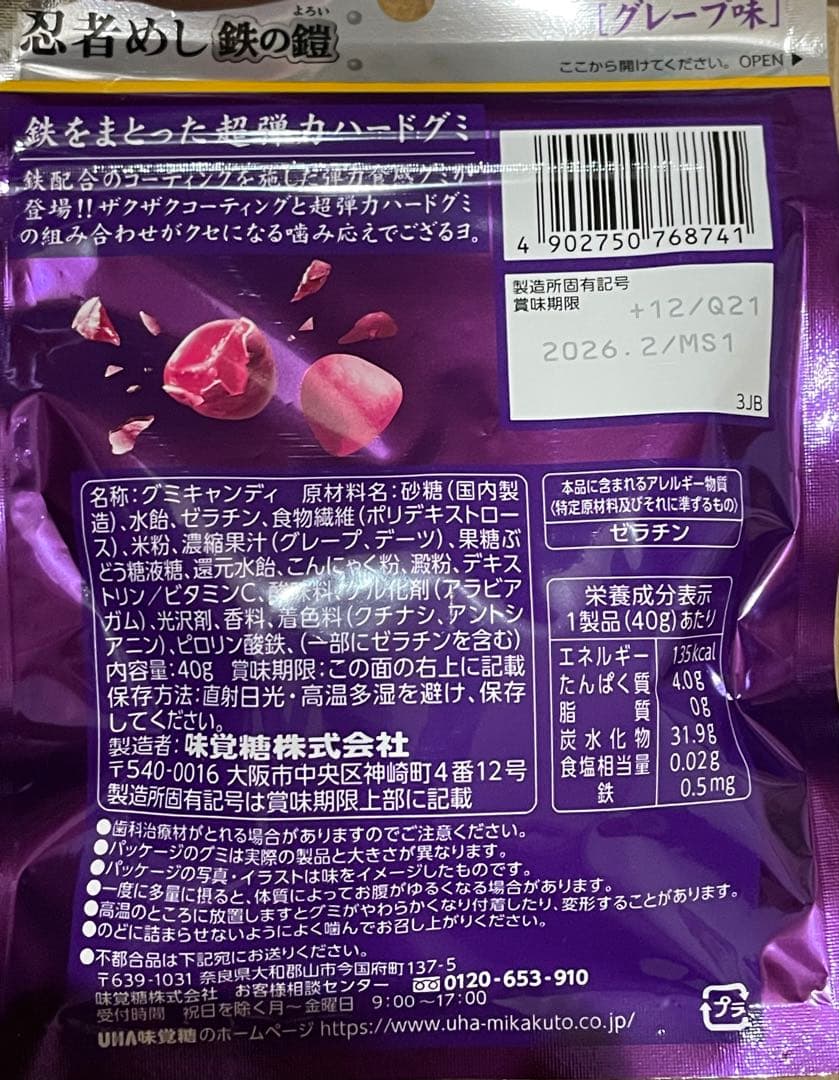 忍者めし 鉄の鎧
よろい
[グレープ味]
ここから開けてください。OPEN▶
鉄をまとった超弾力ハードグミ
鉄配合のコーティングを施した弾力食感グミが
登場!!ザクザクコーティングと超弾力ハードグミ
の組み合わせがクセになる噛み応えでござるヨ。
4 902750 768741
製造所固有記号
賞味期限
+12/Q21
2026.2/MS1
3JB
名称:グミキャンディ 原材料名:砂糖(国内製
造)、水飴、ゼラチン、食物繊維(ポリデキストロー
ス)、米粉、濃縮果汁(グレープ、デーツ)、果糖ぶ
どう糖液糖、還元水飴、こんにゃく粉、澱粉、デキス
トリン/ビタミンC、酸味料、ゲル化剤(アラビア
ガム)、光沢剤、香料、着色料(クチナシ、アントシ
アニン)、ピロリン酸鉄、(一部にゼラチンを含む)
内容量:40g 賞味期限:この面の右上に記載
保存方法:直射日光・高温多湿を避け、保存
してください。
製造者:味覚糖株式会社
〒540-0016 大阪市中央区神崎町4番12号
製造所固有記号は賞味期限上部に記載
本品に含まれるアレルギー物質
(特定原材料及びそれに準ずるもの)
ゼラチン
栄養成分表示
1製品(40g)あたり
エネルギー 135kcal
たんぱく質 4.0g
脂質 0g
炭水化物 31.9g
食塩相当量 0.02g
鉄 0.5mg
●歯科治療材がとれる場合がありますのでご注意ください。
●パッケージのグミは実際の製品と大きさが異なります。
●パッケージの写真・イラストは味をイメージしたものです。
●一度に多量に摂ると、体質によってお腹がゆるくなる場合があります。
●高温のところに放置しますとグミがやわらかくなり付着したり、変形することがあります。
●のどに詰まらせないようによく噛んでお召し上がりください。
●不都合品は下記宛にお送りください。
〒639-1031 奈良県大和郡山市今国府町137-5
味覚糖株式会社 お客様相談センター 0120-653-910
受付時間 祝日を除く月〜金曜日 9:00〜17:00
UHA味覚糖のホームページ https://www.uha-mikakuto.co.jp/
プラ